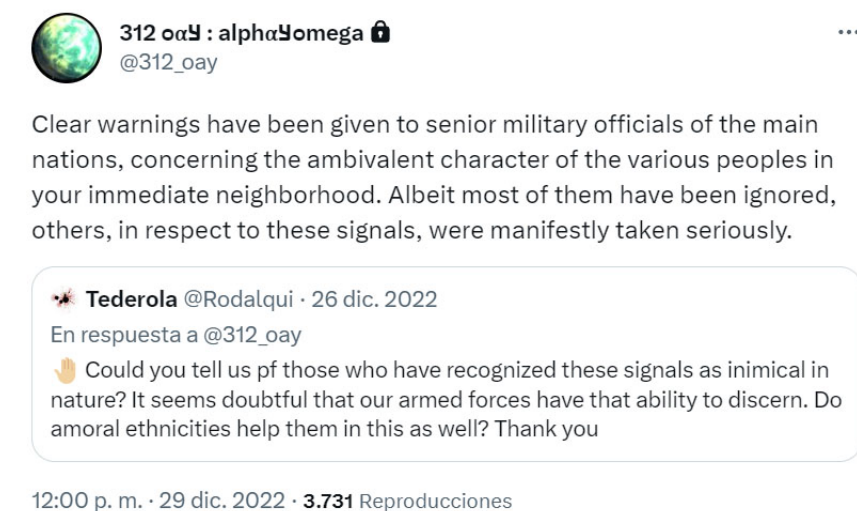 312 oαჸ : alphαჸomega
@312_oay
Clear warnings have been given to senior military officials of the main
nations, concerning the ambivalent character of the various peoples in
your immediate neighborhood. Albeit most of them have been ignored,
others, in respect to these signals, were manifestly taken seriously.
Tederola @Rodalqui · 26 dic. 2022
En respuesta a @312_oay
🤚🏼 Could you tell us pf those who have recognized these signals as inimical in
nature? It seems doubtful that our armed forces have that ability to discern. Do
amoral ethnicities help them in this as well? Thank you
12:00 p. m. · 29 dic. 2022 · 3.731 Reproducciones